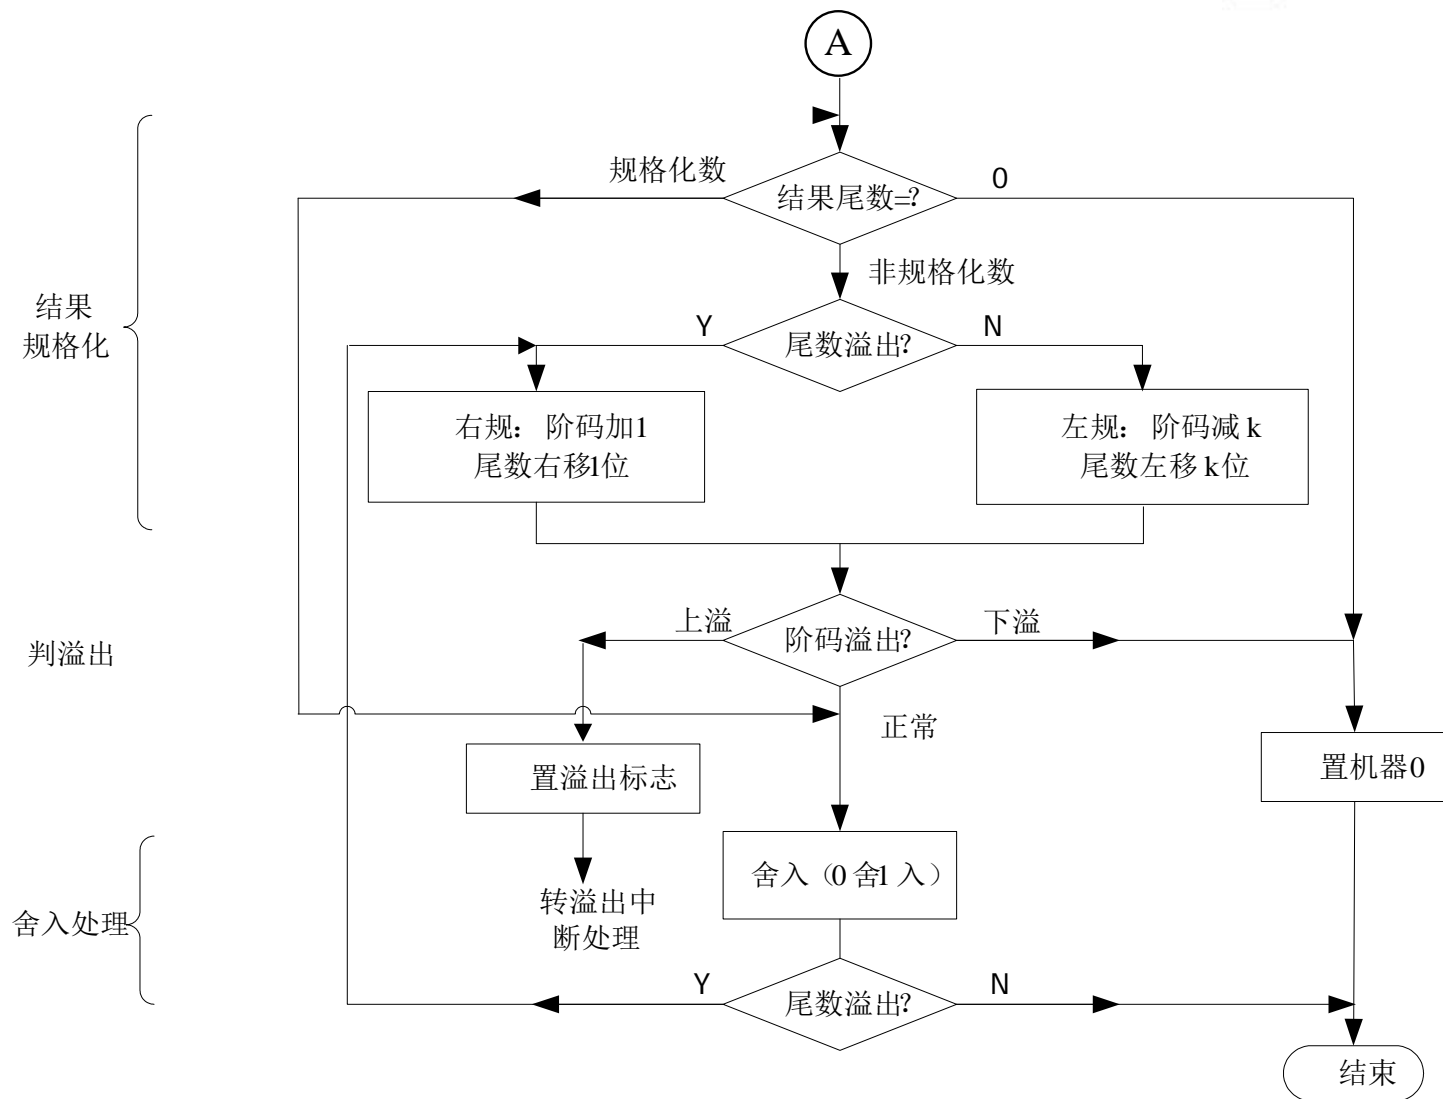 A
规格化数
结果尾数=?
0
非规格化数
结果
规格化
Y
尾数溢出?
N
右规：阶码加1
尾数右移1位
左规：阶码减 k
尾数左移 k位
判溢出
上溢
阶码溢出?
下溢
正常
置溢出标志
置机器0
舍入处理
舍入（0 舍1 入）
转溢出中
断处理
Y
尾数溢出?
N
结束